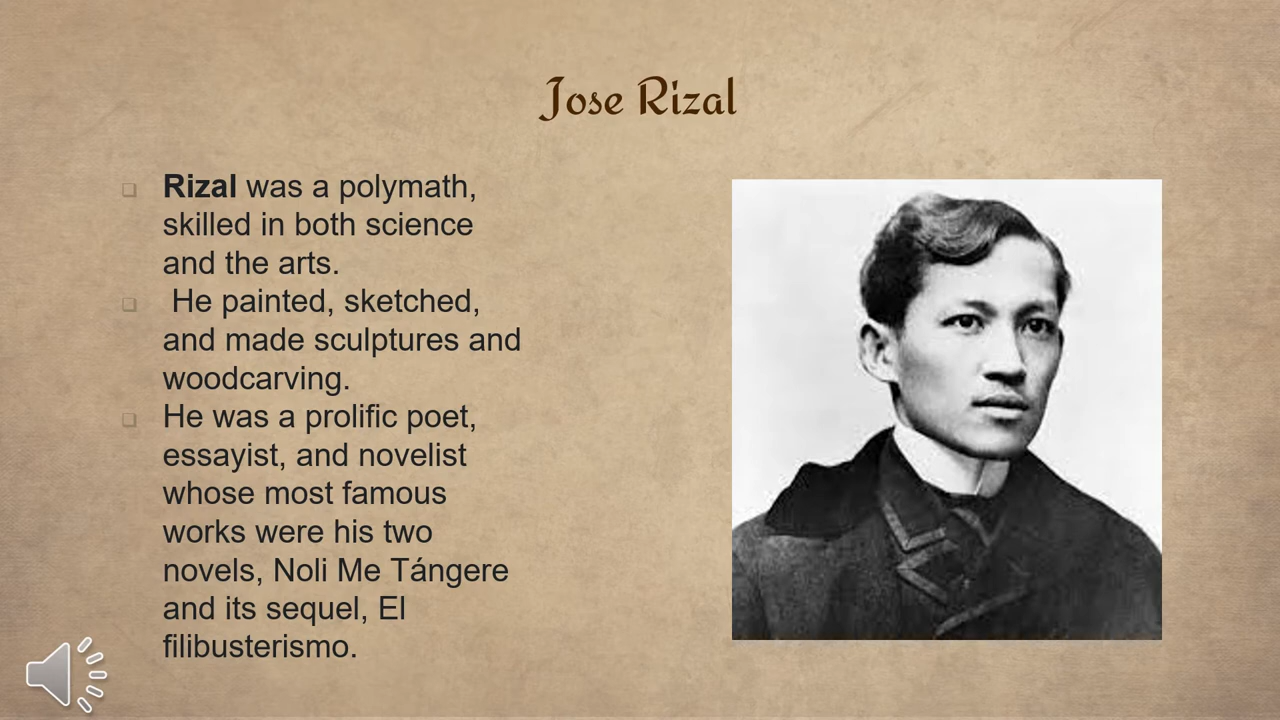 Jose Rizal
Rizal was a polymath,
skilled in both science
and the arts.
He painted, sketched,
and made sculptures and
woodcarving.
He was a prolific poet,
essayist, and novelist
whose most famous
works were his two
novels, Noli Me Tángere
and its sequel, El
filibusterismo.